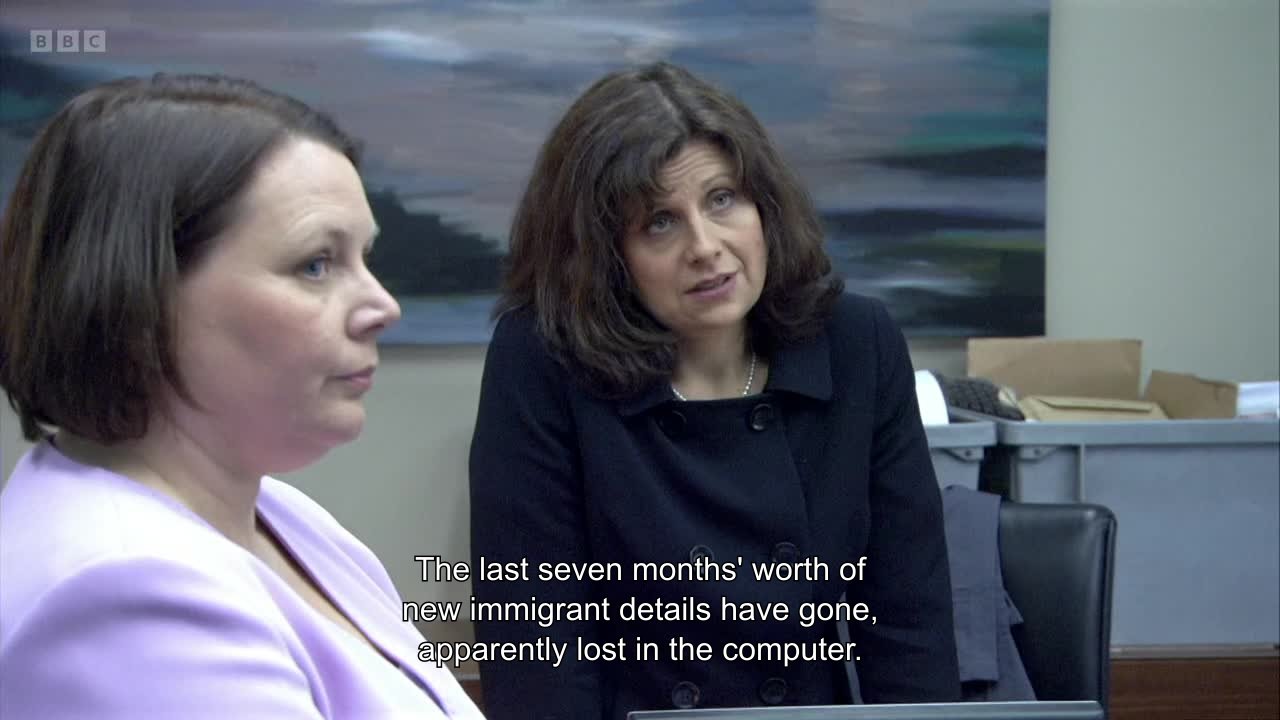 BBC
The last seven months' worth of
new immigrant details have gone,
apparently lost in the computer.